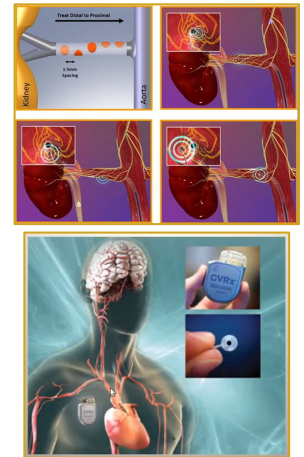 Treat Distal to Proximal
Kidney
Aorta
≥ 5mm
Spacing
CVRx